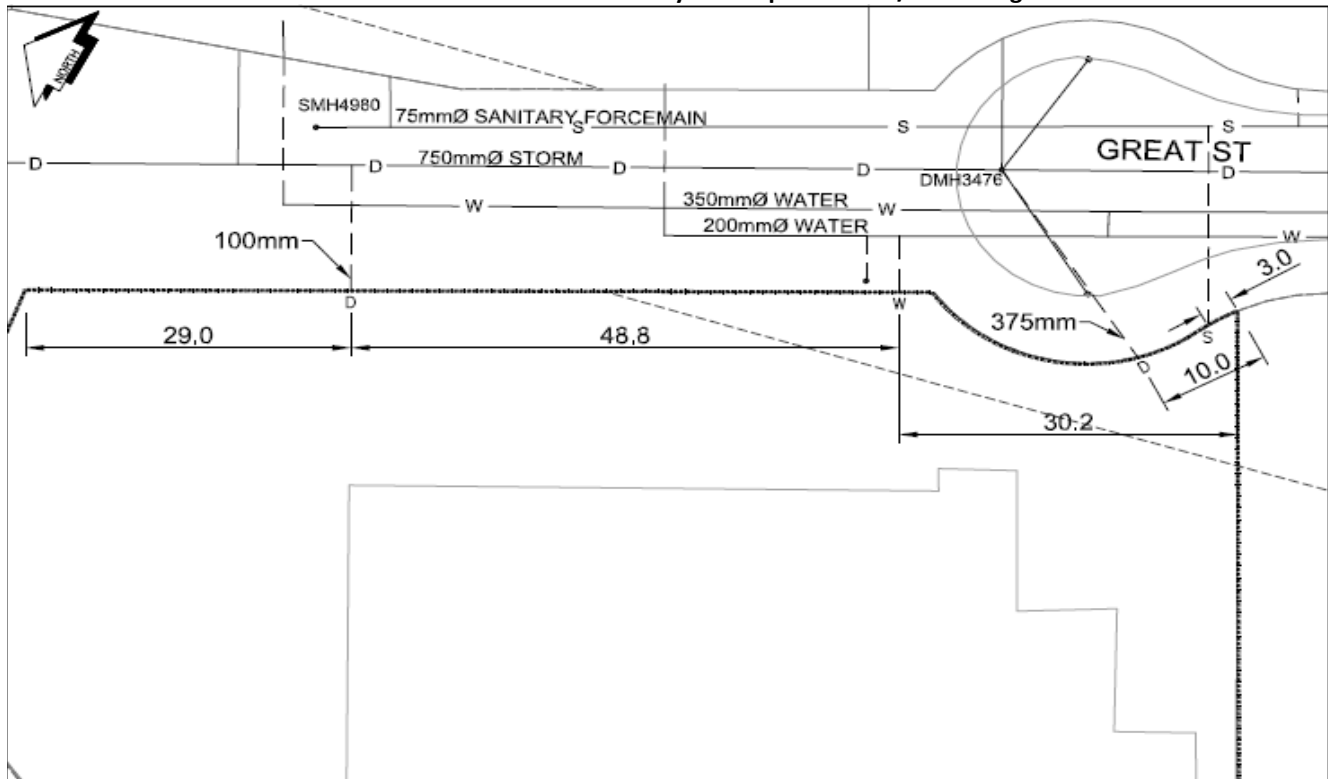 NORTH
SMH4980
75mmØ SANITARY FORCEMAIN
S
S
S
GREAT ST
D
D
750mmØ STORM
D
D
D
DMH3476
350mmØ WATER
W
W
200mmØ WATER
W
100mm
3.0
D
W
375mm
S
29.0
48.8
D
10.0
30.2